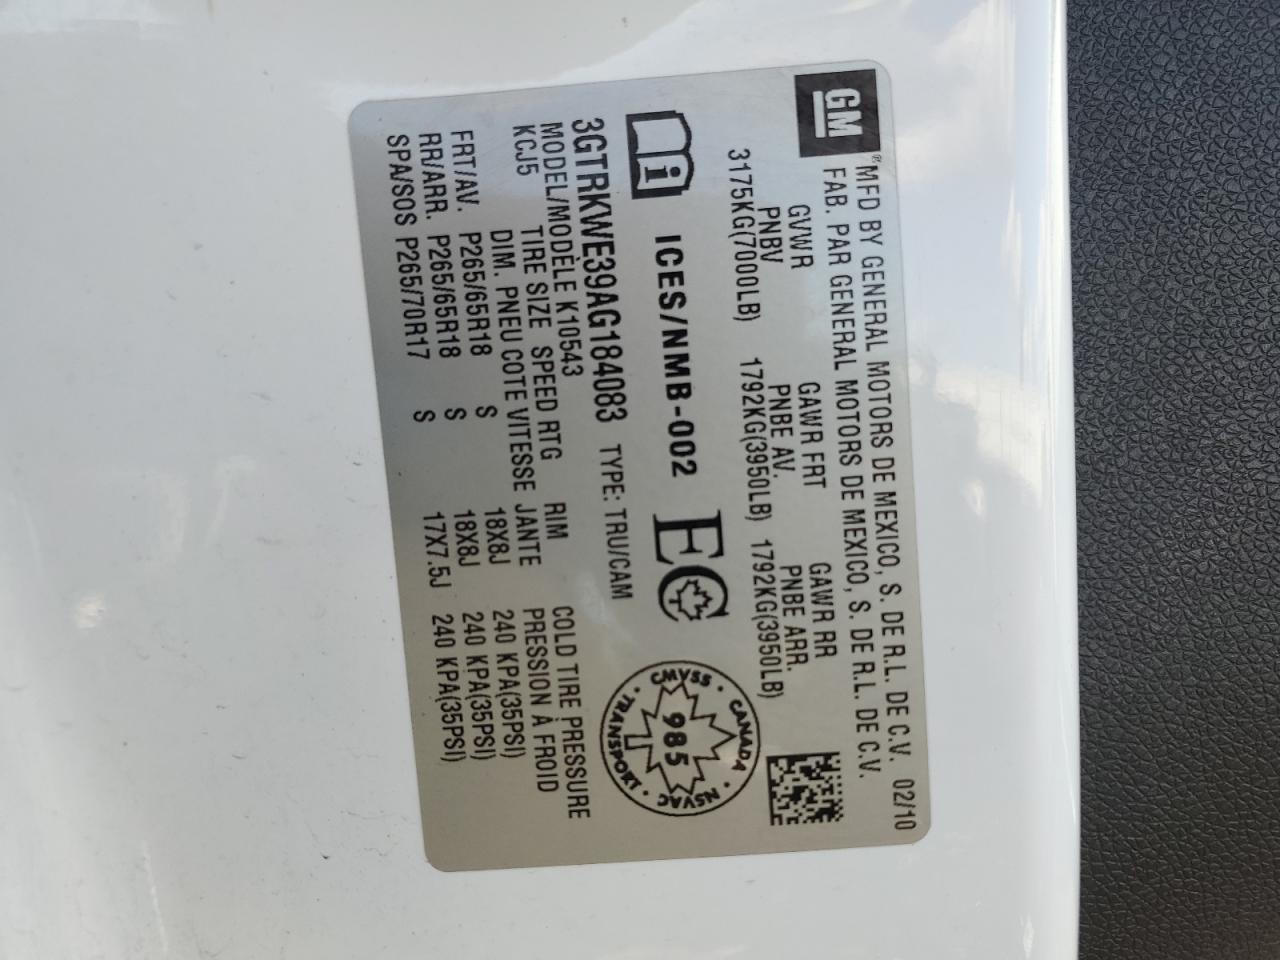 GM
®MFD BY GENERAL MOTORS DE MEXICO, S. DE R.L. DE C.V. 02/10
FAB. PAR GENERAL MOTORS DE MEXICO, S. DE R.L. DE C.V.
GVWR GAWR FRT GAWR RR
PNBV PNBE AV. PNBE ARR.
3175KG(7000LB) 1792KG(3950LB) 1792KG(3950LB)
i ICES/NMB-002 EC
CANADA · NSVAC · TRANSPORT · CMVSS ·
985
3GTRKWE39AG184083 TYPE: TRU/CAM
MODEL/MODÈLE K10543
KCJ5 TIRE SIZE SPEED RTG RIM COLD TIRE PRESSURE
DIM. PNEU COTE VITESSE JANTE PRESSION À FROID
FRT/AV. P265/65R18 S 18X8J 240 KPA(35PSI)
RR/ARR. P265/65R18 S 18X8J 240 KPA(35PSI)
SPA/SOS P265/70R17 S 17X7.5J 240 KPA(35PSI)